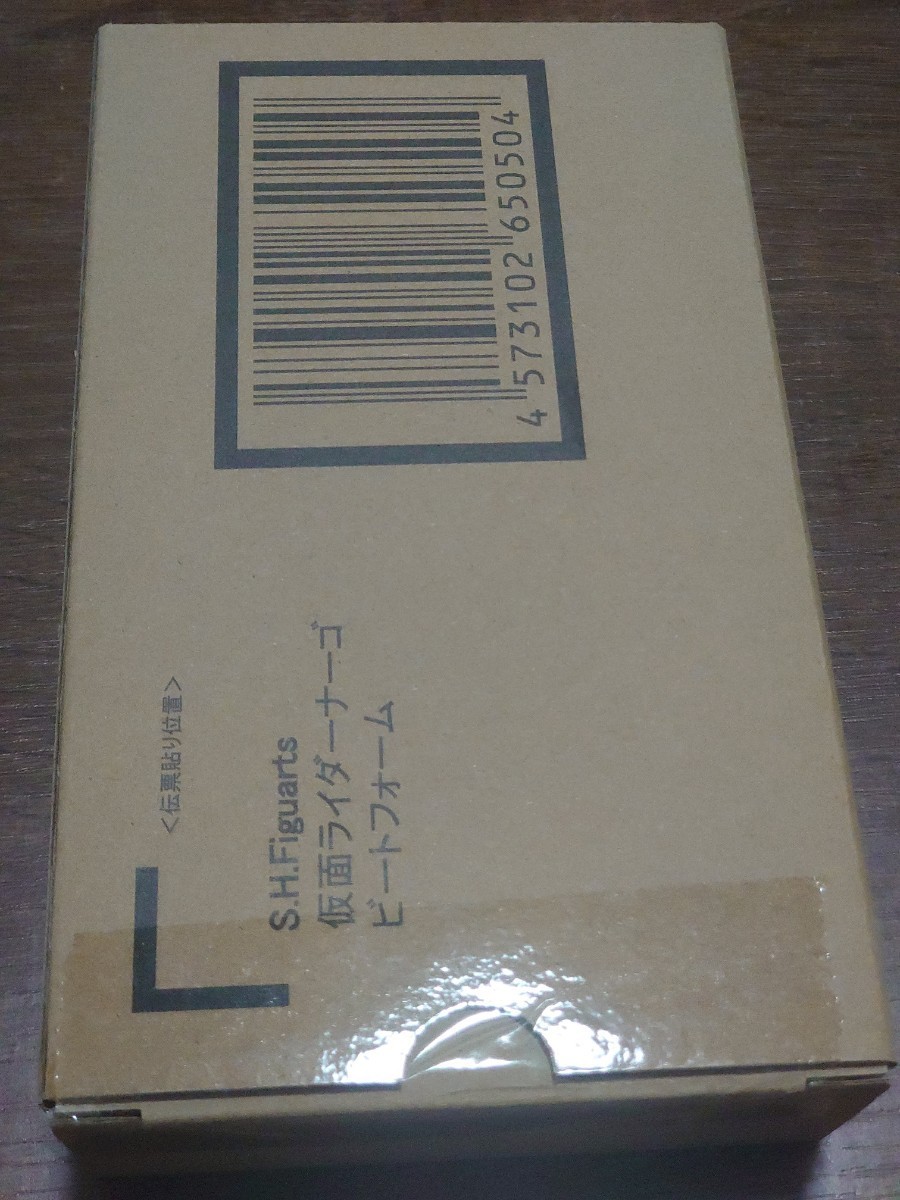 <伝票貼り位置>
S.H.Figuarts
仮面ライダーナーゴ
ビートフォーム
4 573102 650504